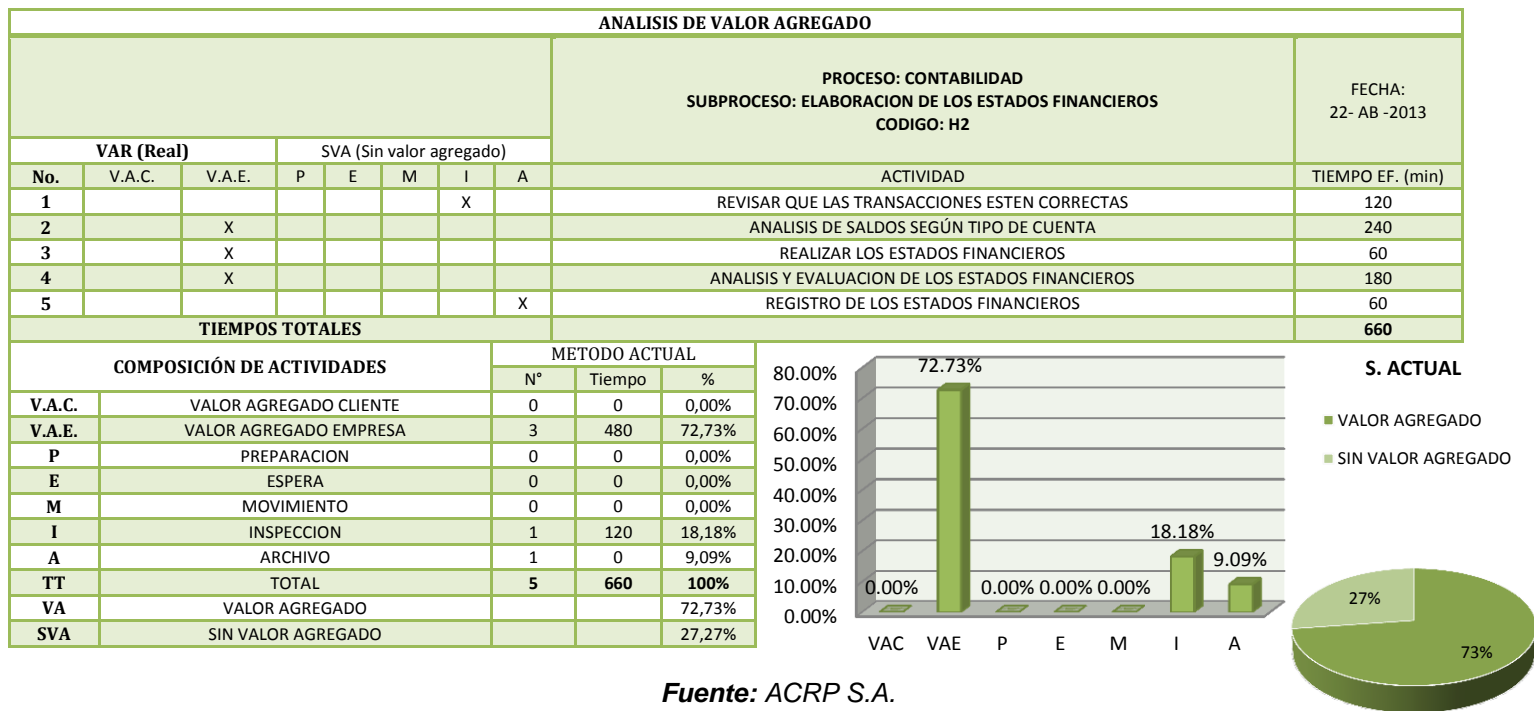 ANALISIS DE VALOR AGREGADO
PROCESO: CONTABILIDAD
SUBPROCESO: ELABORACION DE LOS ESTADOS FINANCIEROS
CODIGO: H2
FECHA:
22- AB -2013
VAR (Real) SVA (Sin valor agregado)
No. V.A.C. V.A.E. P E M I A ACTIVIDAD TIEMPO EF. (min)
1 X REVISAR QUE LAS TRANSACCIONES ESTEN CORRECTAS 120
2 X ANALISIS DE SALDOS SEGÚN TIPO DE CUENTA 240
3 X REALIZAR LOS ESTADOS FINANCIEROS 60
4 X ANALISIS Y EVALUACION DE LOS ESTADOS FINANCIEROS 180
5 X REGISTRO DE LOS ESTADOS FINANCIEROS 60
TIEMPOS TOTALES 660
COMPOSICIÓN DE ACTIVIDADES METODO ACTUAL
N° Tiempo %
V.A.C. VALOR AGREGADO CLIENTE 0 0 0,00%
V.A.E. VALOR AGREGADO EMPRESA 3 480 72,73%
P PREPARACION 0 0 0,00%
E ESPERA 0 0 0,00%
M MOVIMIENTO 0 0 0,00%
I INSPECCION 1 120 18,18%
A ARCHIVO 1 0 9,09%
TT TOTAL 5 660 100%
VA VALOR AGREGADO 72,73%
SVA SIN VALOR AGREGADO 27,27%
80.00%
70.00%
60.00%
50.00%
40.00%
30.00%
20.00%
10.00%
0.00%
0.00% 72.73% 0.00% 0.00% 0.00% 18.18% 9.09%
VAC VAE P E M I A
S. ACTUAL
VALOR AGREGADO
SIN VALOR AGREGADO
27%
73%
Fuente: ACRP S.A.